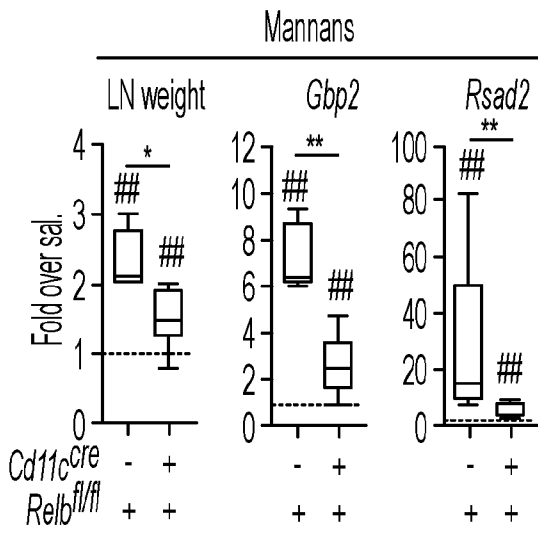 Mannans
LN weight Gbp2 Rsad2
Fold over sal.
4
3
2
1
0
* ## ##
12
10
8
6
4
2
0
** ## ##
100
80
60
40
20
0
** ## ##
Cd11c^cre - + - + - +
Relb^fl/fl + + + + + +